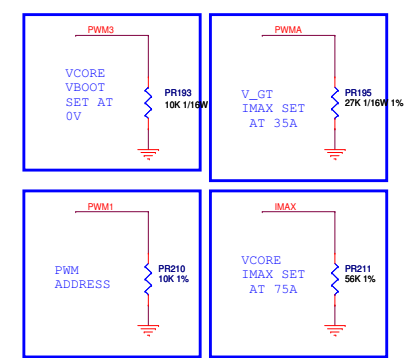 PWM3
VCORE
VBOOT
SET AT
0V
PR193
10K 1/16W
PWMA
V_GT
IMAX SET
AT 35A
PR195
27K 1/16W 1%
PWM1
PWM
ADDRESS
PR210
10K 1%
IMAX
VCORE
IMAX SET
AT 75A
PR211
56K 1%